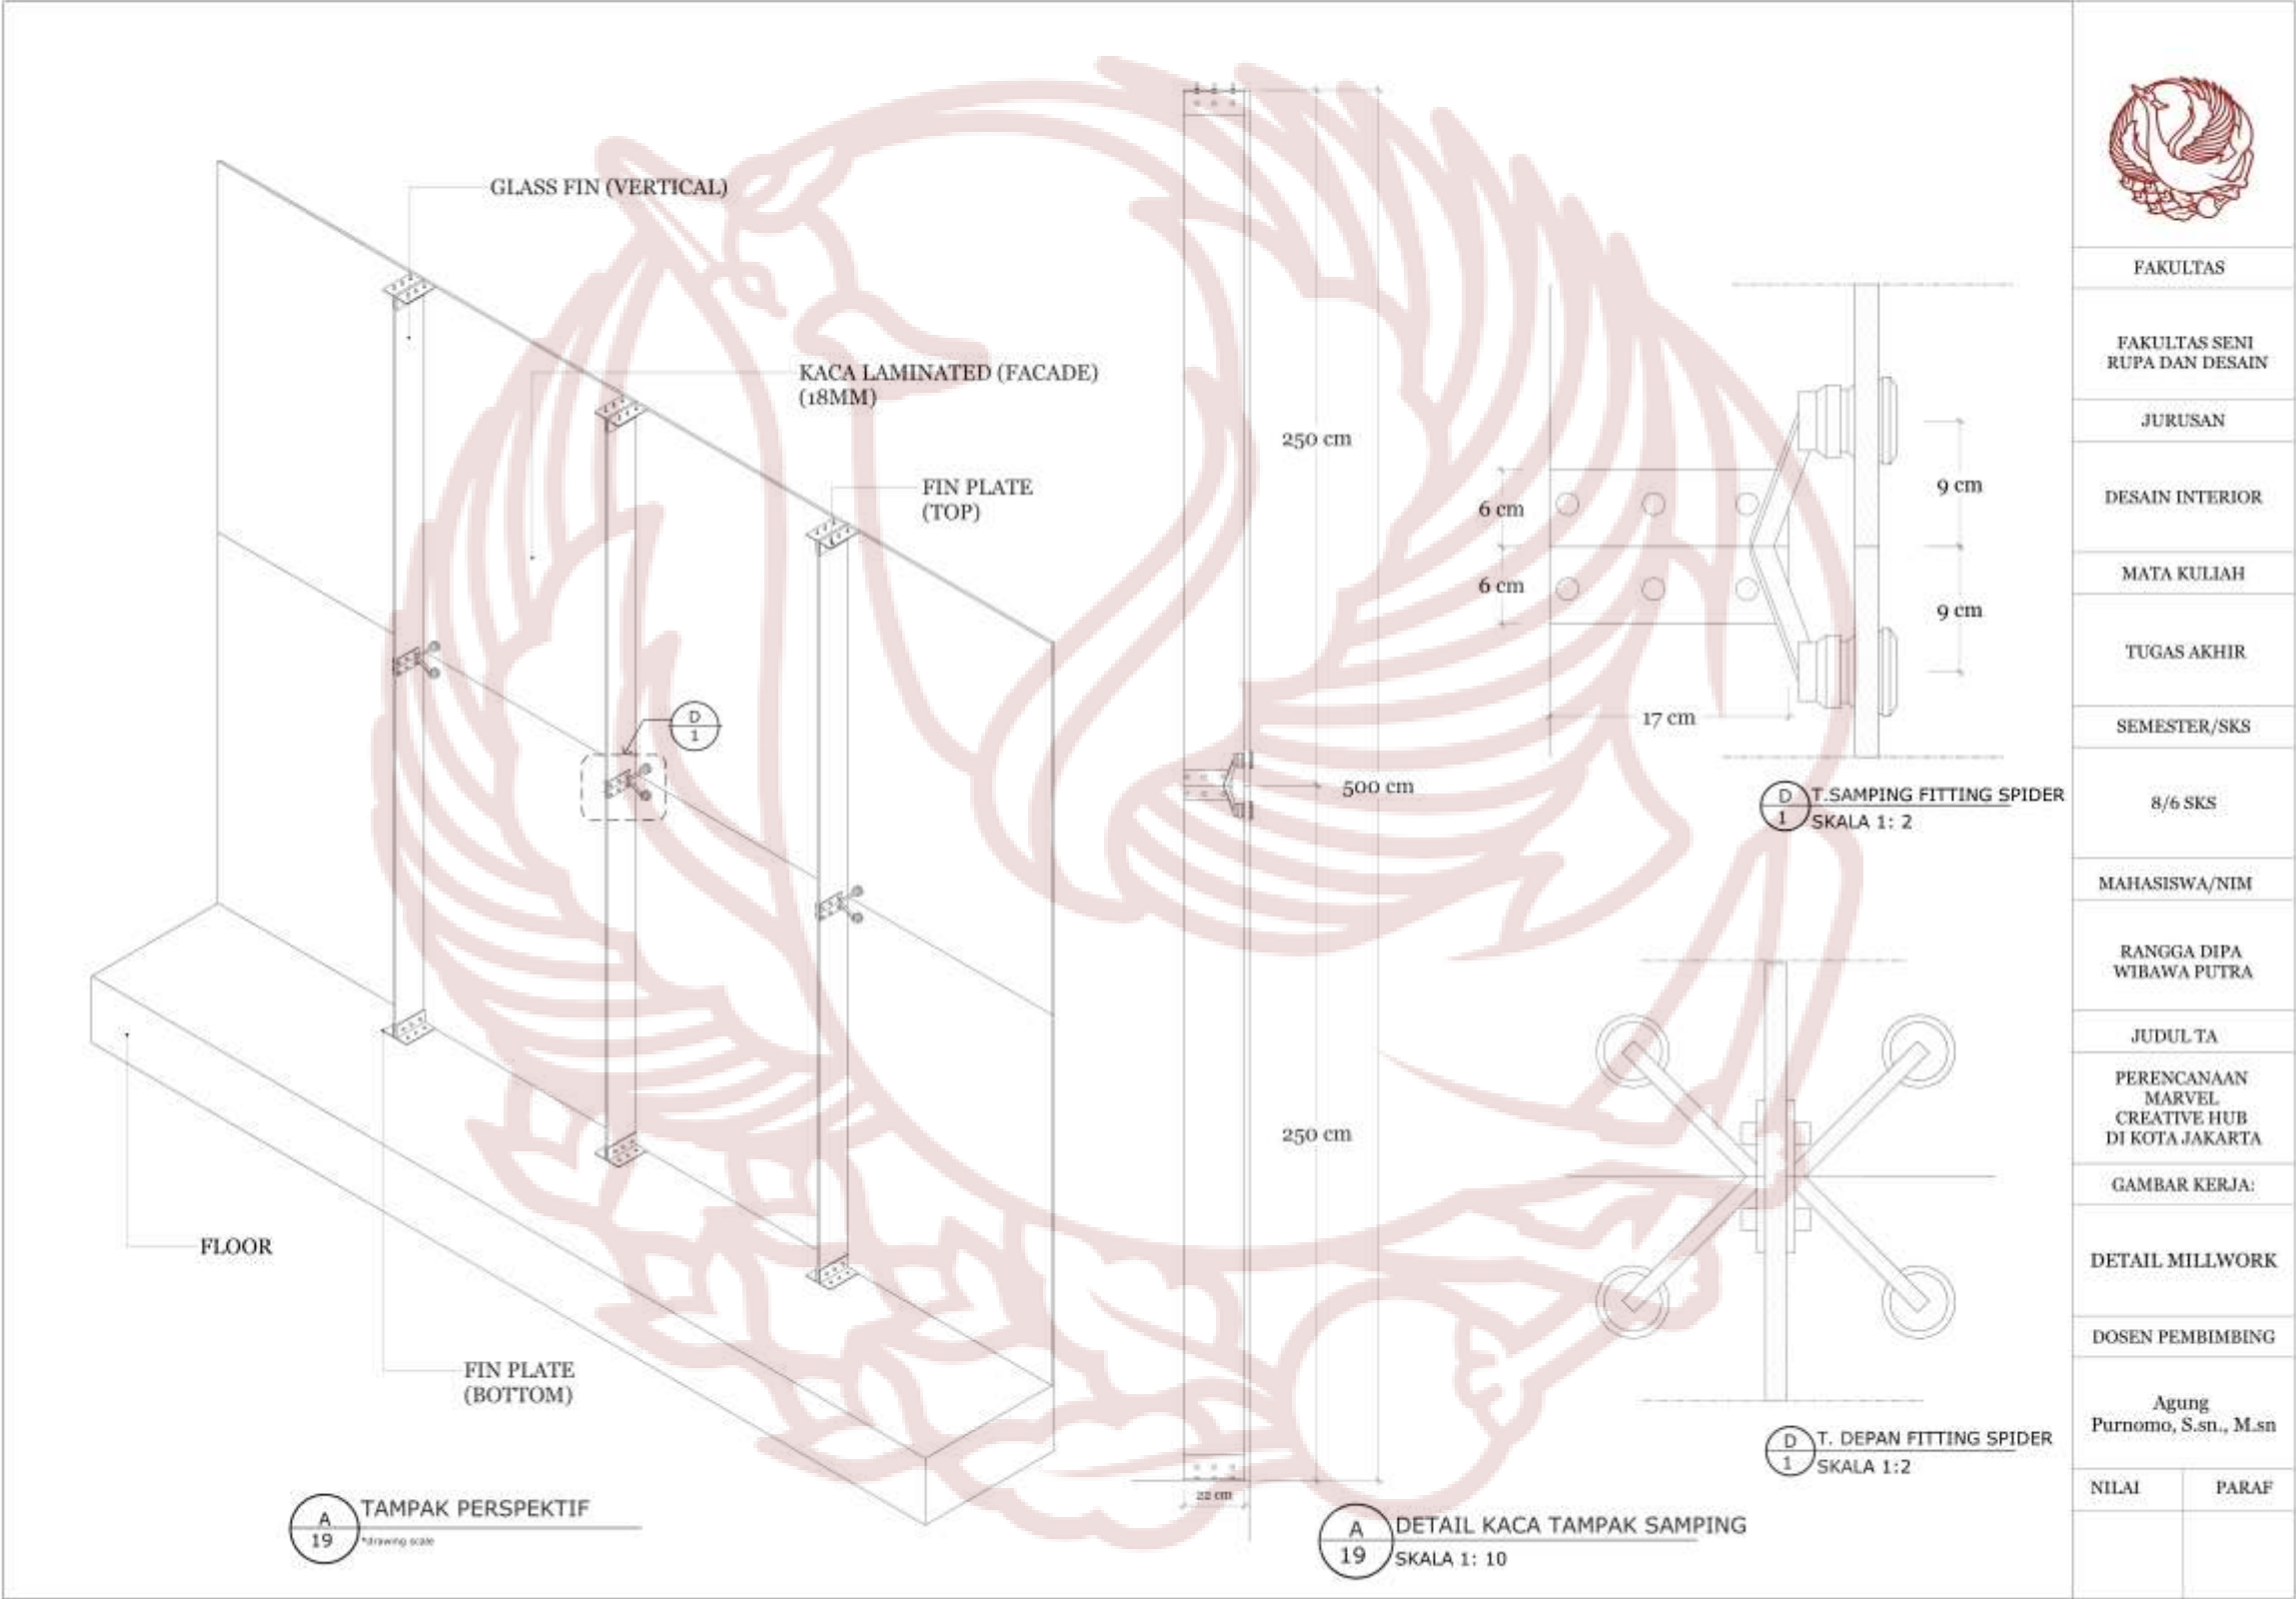 GLASS FIN (VERTICAL)
KACA LAMINATED (FACADE)
(18MM)
FIN PLATE
(TOP)
D
1
FLOOR
FIN PLATE
(BOTTOM)
A
19
TAMPAK PERSPEKTIF
*drawing scale
250 cm
500 cm
250 cm
22 cm
A
19
DETAIL KACA TAMPAK SAMPING
SKALA 1: 10
6 cm
6 cm
17 cm
9 cm
9 cm
D
1
T.SAMPING FITTING SPIDER
SKALA 1: 2
D
1
T. DEPAN FITTING SPIDER
SKALA 1:2
FAKULTAS
FAKULTAS SENI
RUPA DAN DESAIN
JURUSAN
DESAIN INTERIOR
MATA KULIAH
TUGAS AKHIR
SEMESTER/SKS
8/6 SKS
MAHASISWA/NIM
RANGGA DIPA
WIBAWA PUTRA
JUDUL TA
PERENCANAAN
MARVEL
CREATIVE HUB
DI KOTA JAKARTA
GAMBAR KERJA:
DETAIL MILLWORK
DOSEN PEMBIMBING
Agung
Purnomo, S.sn., M.sn
NILAI PARAF